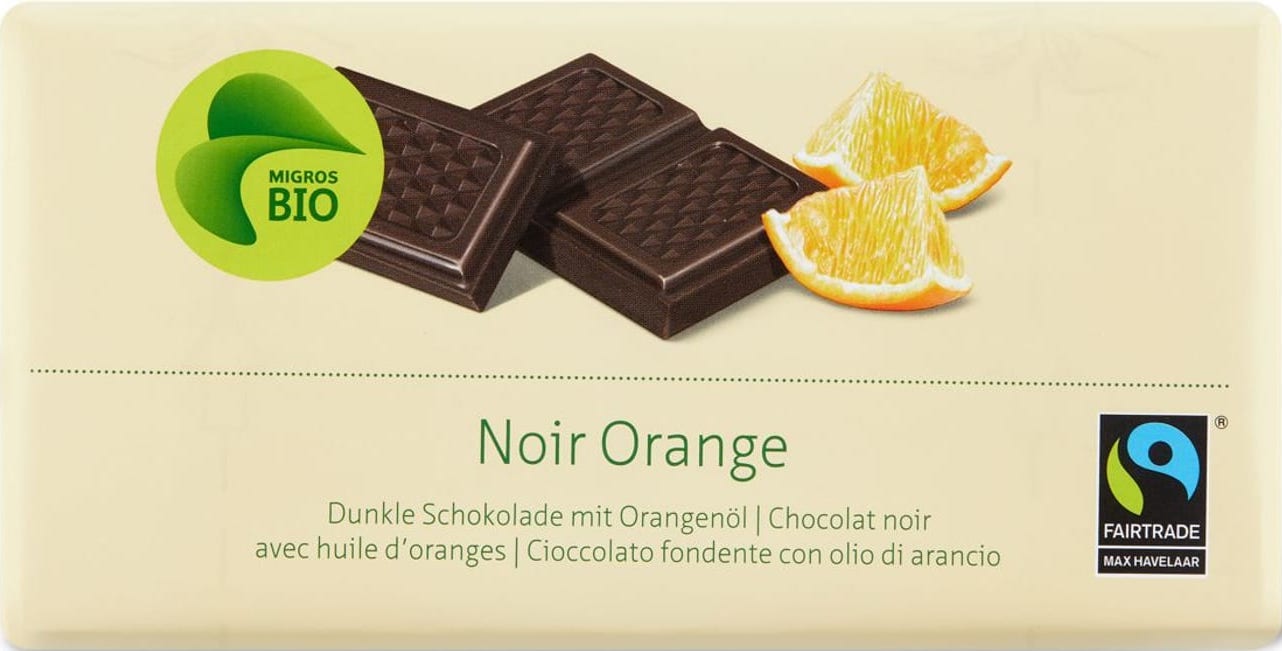 MIGROS
BIO
Noir Orange
Dunkle Schokolade mit Orangenöl | Chocolat noir
avec huile d'oranges | Cioccolato fondente con olio di arancio
®
FAIRTRADE
MAX HAVELAAR